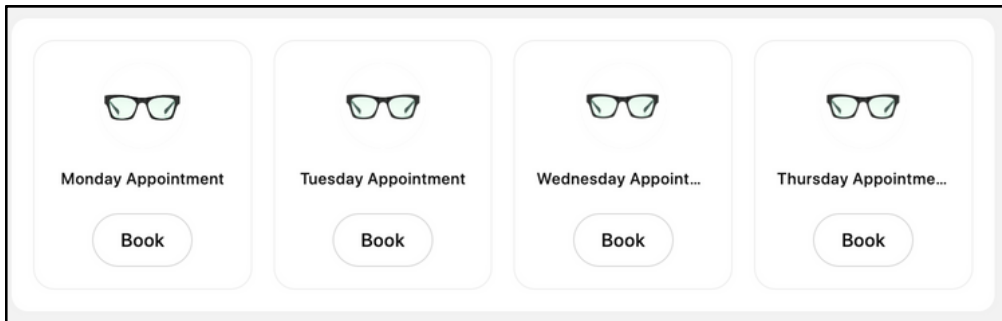 Monday Appointment
Tuesday Appointment
Wednesday Appoint...
Thursday Appointme...
Book
Book
Book
Book